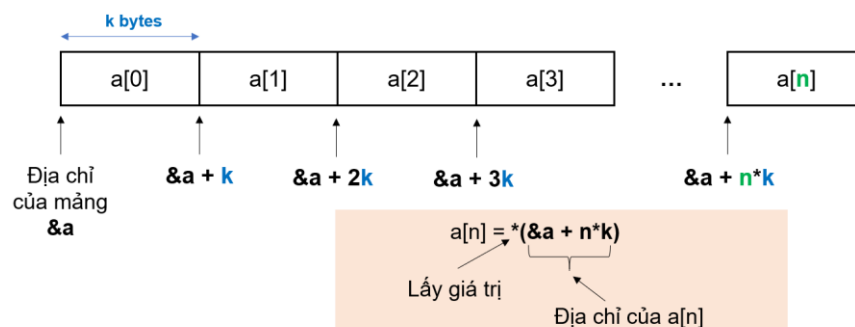 k bytes
a[0] a[1] a[2] a[3] ... a[n]
&a + k &a + 2k &a + 3k &a + n*k
Địa chỉ
của mảng
&a
a[n] = *(&a + n*k)
Lấy giá trị
Địa chỉ của a[n]